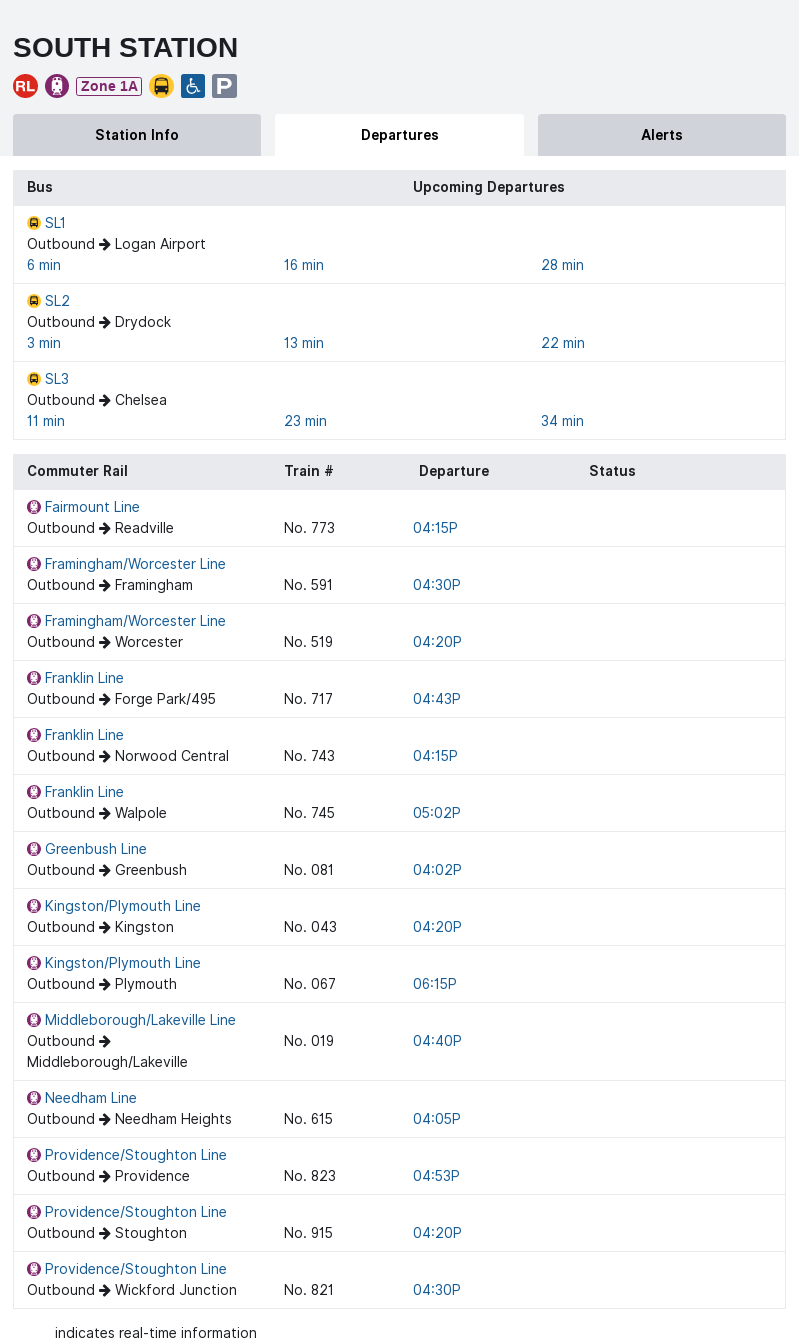 SOUTH STATION
RL Zone 1A P
Station Info Departures Alerts
Bus Upcoming Departures
SL1
Outbound → Logan Airport
6 min 16 min 28 min
SL2
Outbound → Drydock
3 min 13 min 22 min
SL3
Outbound → Chelsea
11 min 23 min 34 min
Commuter Rail Train # Departure Status
Fairmount Line
Outbound → Readville No. 773 04:15P
Framingham/Worcester Line
Outbound → Framingham No. 591 04:30P
Framingham/Worcester Line
Outbound → Worcester No. 519 04:20P
Franklin Line
Outbound → Forge Park/495 No. 717 04:43P
Franklin Line
Outbound → Norwood Central No. 743 04:15P
Franklin Line
Outbound → Walpole No. 745 05:02P
Greenbush Line
Outbound → Greenbush No. 081 04:02P
Kingston/Plymouth Line
Outbound → Kingston No. 043 04:20P
Kingston/Plymouth Line
Outbound → Plymouth No. 067 06:15P
Middleborough/Lakeville Line
Outbound → No. 019 04:40P
Middleborough/Lakeville
Needham Line
Outbound → Needham Heights No. 615 04:05P
Providence/Stoughton Line
Outbound → Providence No. 823 04:53P
Providence/Stoughton Line
Outbound → Stoughton No. 915 04:20P
Providence/Stoughton Line
Outbound → Wickford Junction No. 821 04:30P
indicates real-time information